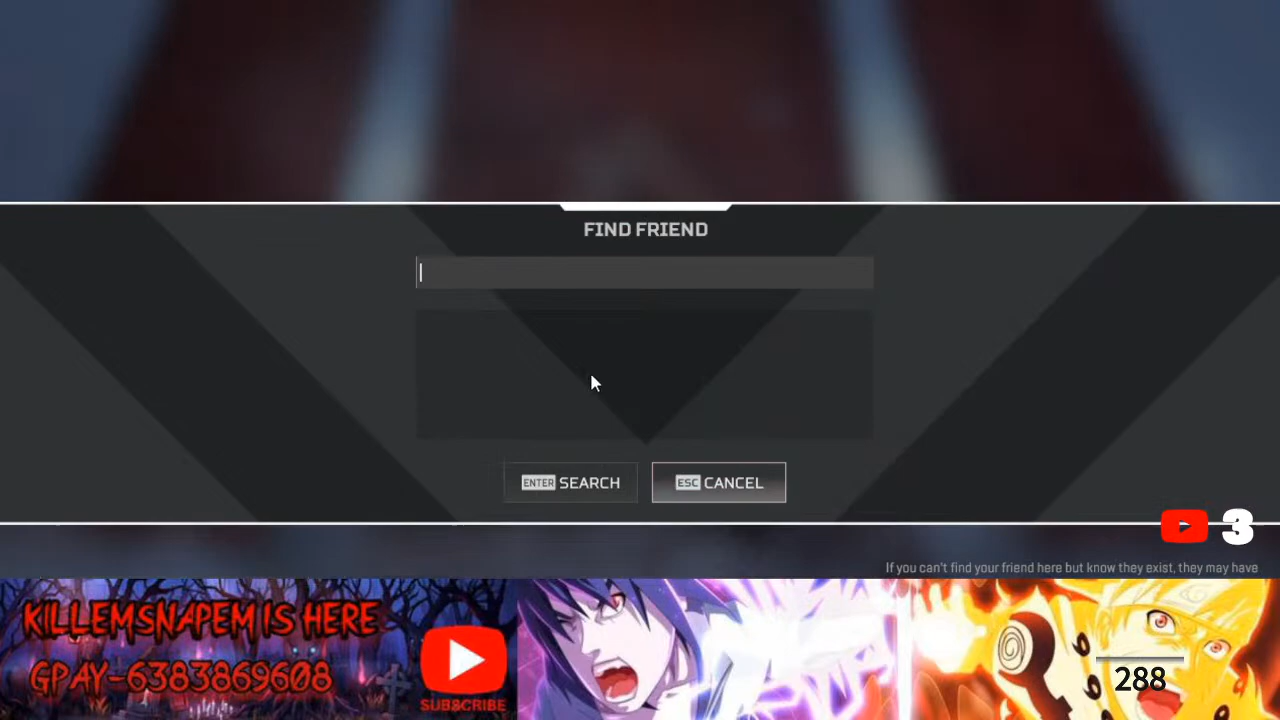 FIND FRIEND
ENTER SEARCH
ESC CANCEL
3
If you can't find your friend here but know they exist, they may have
KILLEMSNAPEM IS HERE
GPAY-6383869608
SUBSCRIBE
288